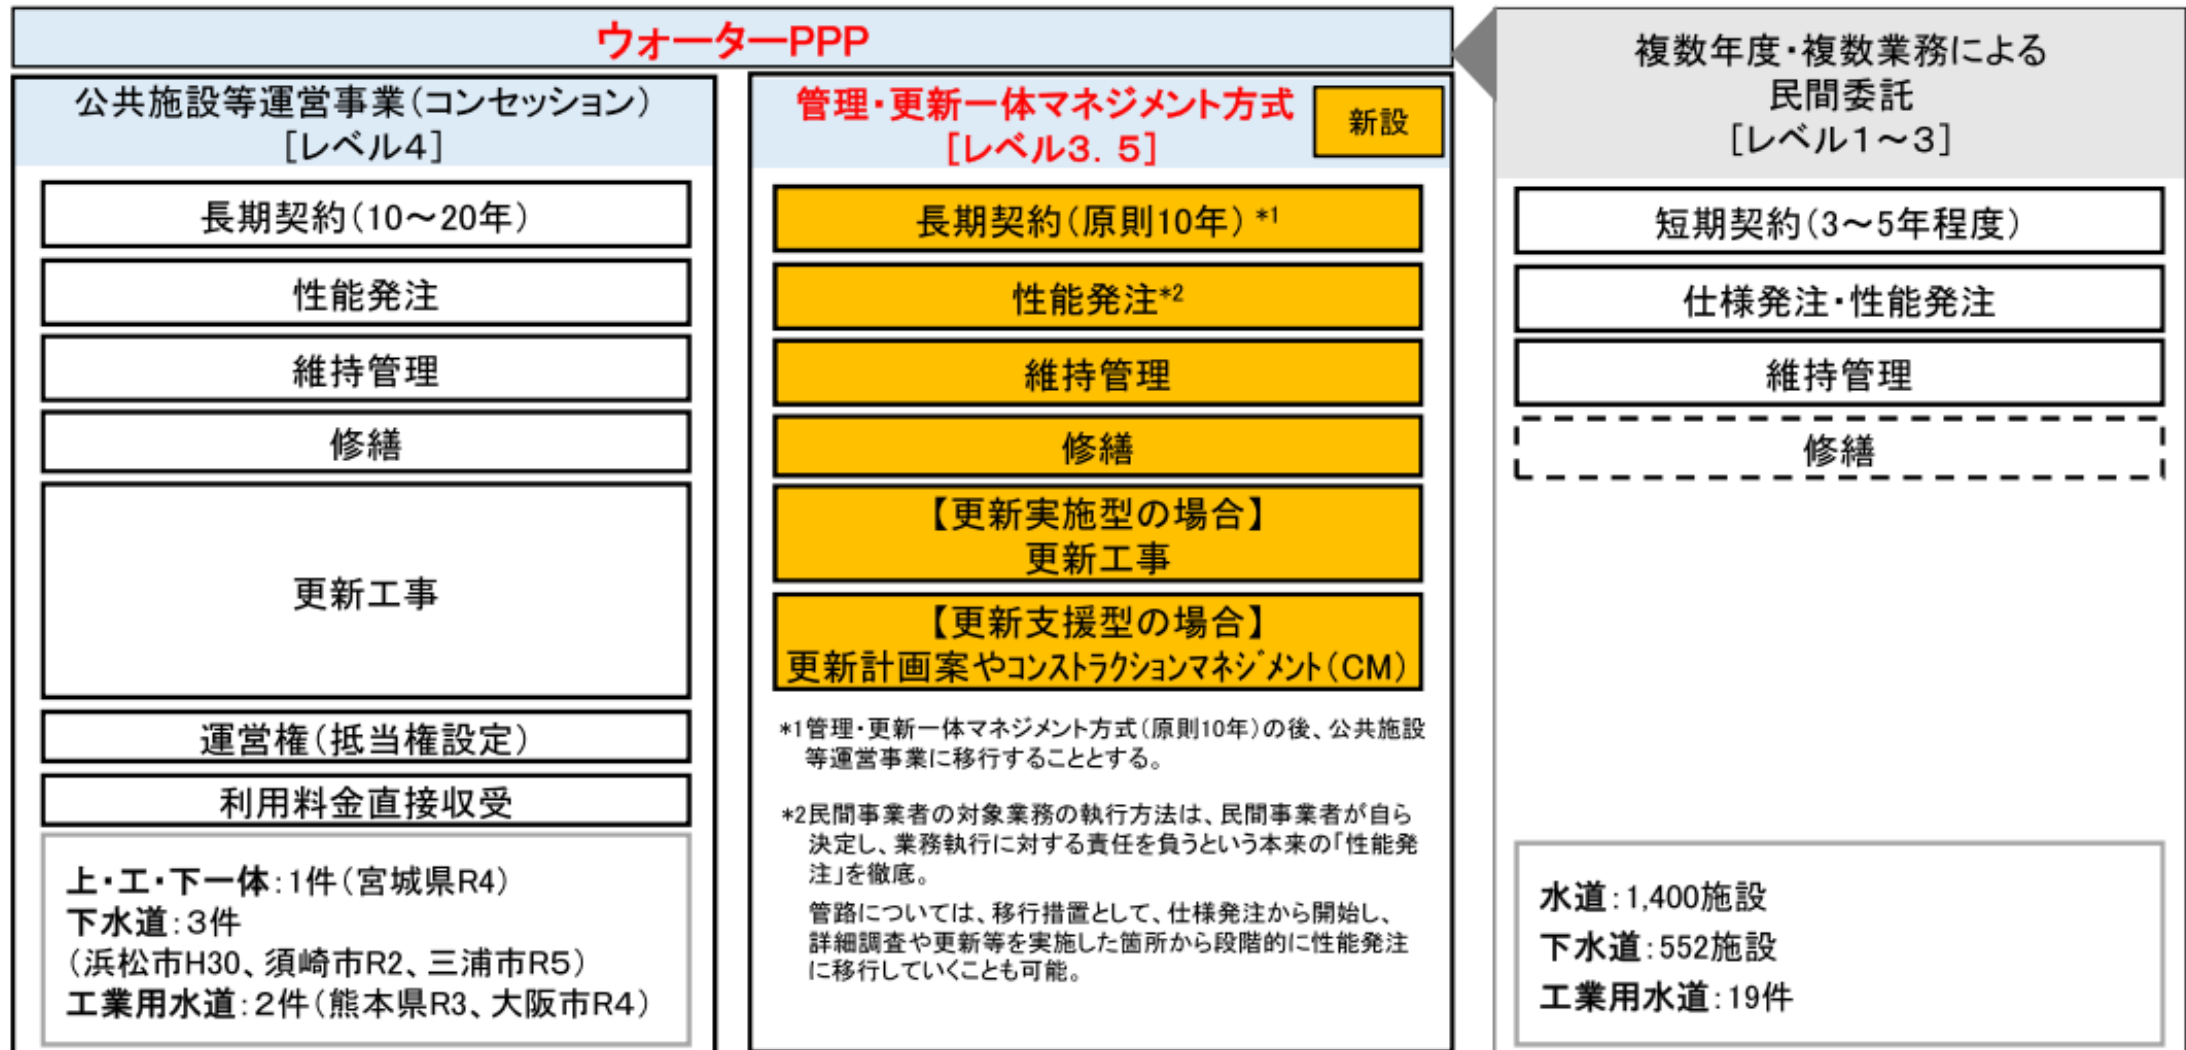 ウォーターPPP
公共施設等運営事業(コンセッション)
[レベル4]
長期契約(10～20年)
性能発注
維持管理
修繕
更新工事
運営権(抵当権設定)
利用料金直接収受
上・工・下一体:1件(宮城県R4)
下水道:3件
(浜松市H30、須崎市R2、三浦市R5)
工業用水道:2件(熊本県R3、大阪市R4)
管理・更新一体マネジメント方式
[レベル3.5]
新設
長期契約(原則10年)*1
性能発注*2
維持管理
修繕
【更新実施型の場合】
更新工事
【更新支援型の場合】
更新計画案やコンストラクションマネジメント(CM)
*1管理・更新一体マネジメント方式(原則10年)の後、公共施設
等運営事業に移行することとする。
*2民間事業者の対象業務の執行方法は、民間事業者が自ら
決定し、業務執行に対する責任を負うという本来の「性能発
注」を徹底。
管路については、移行措置として、仕様発注から開始し、
詳細調査や更新等を実施した箇所から段階的に性能発注
に移行していくことも可能。
複数年度・複数業務による
民間委託
[レベル1～3]
短期契約(3～5年程度)
仕様発注・性能発注
維持管理
修繕
水道:1,400施設
下水道:552施設
工業用水道:19件